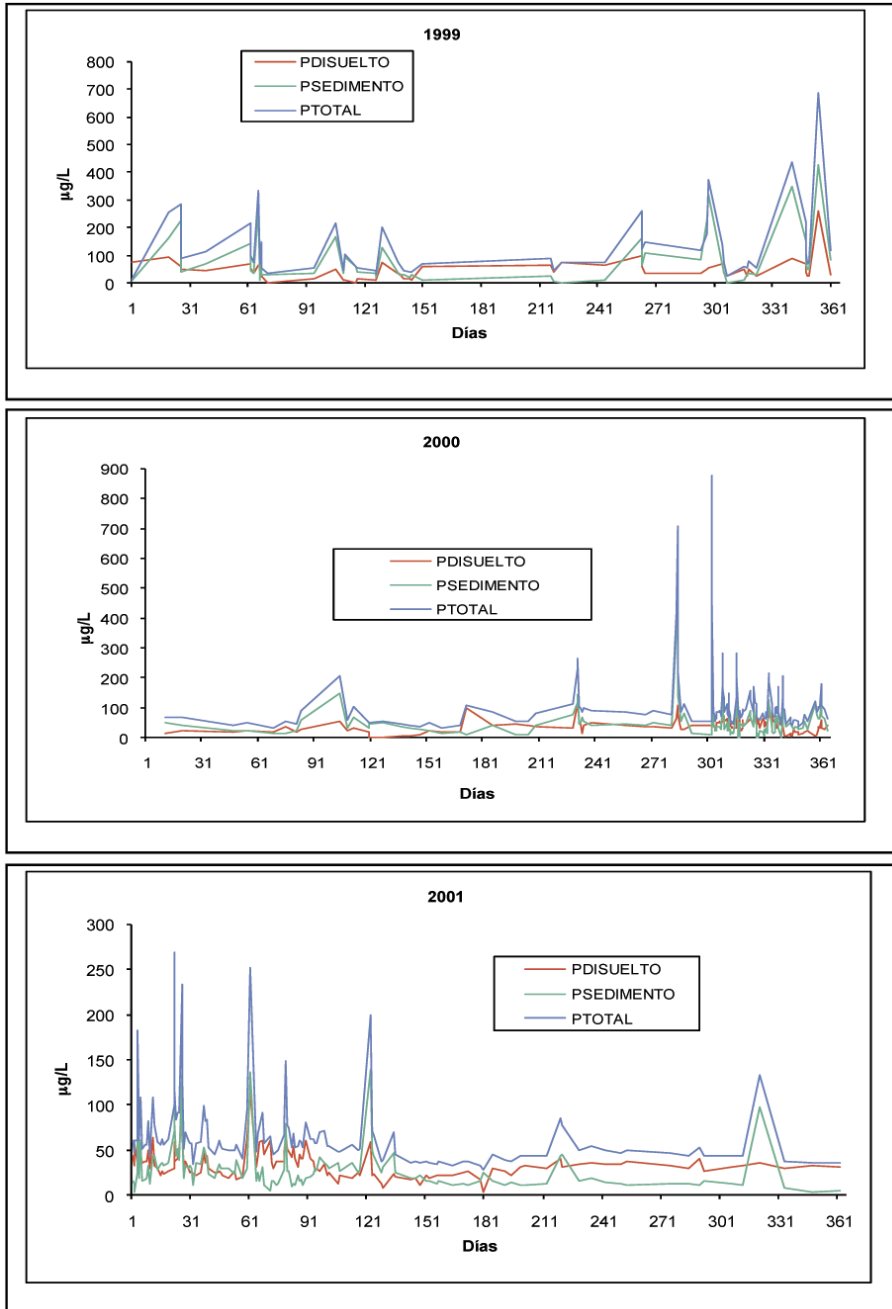 1999
PDISUELTO
PSEDIMENTO
PTOTAL
800
700
600
500
400
300
200
100
0
µg/L
1 31 61 91 121 151 181 211 241 271 301 331 361
Días
2000
PDISUELTO
PSEDIMENTO
PTOTAL
900
800
700
600
500
400
300
200
100
0
µg/L
1 31 61 91 121 151 181 211 241 271 301 331 361
Días
2001
PDISUELTO
PSEDIMENTO
PTOTAL
300
250
200
150
100
50
0
µg/L
1 31 61 91 121 151 181 211 241 271 301 331 361
Días